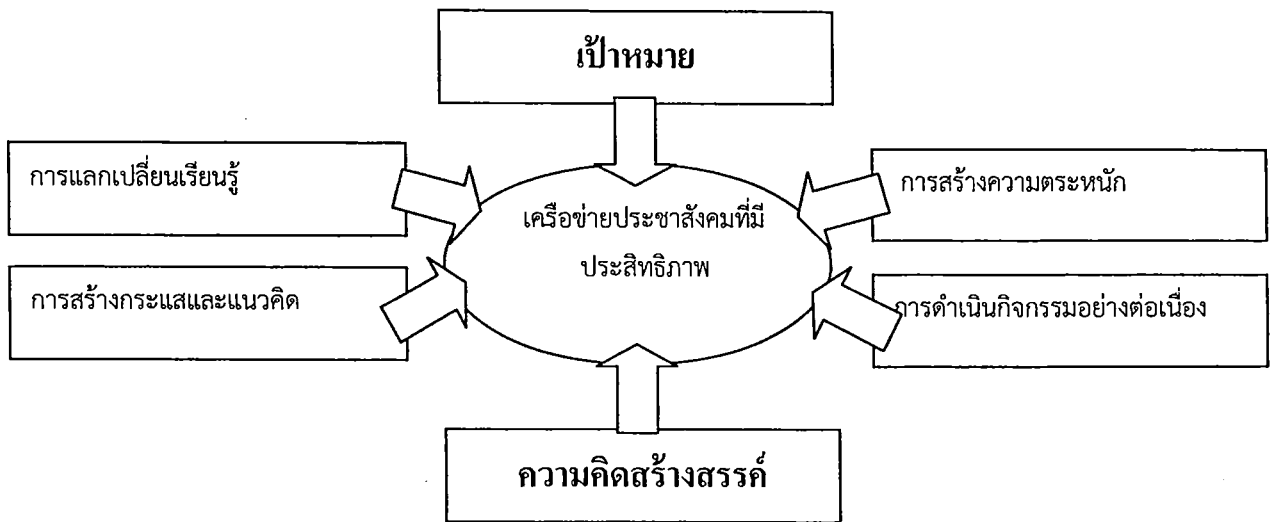 เป้าหมาย
การแลกเปลี่ยนเรียนรู้
การสร้างความตระหนัก
เครือข่ายประชาสังคมที่มี
ประสิทธิภาพ
การสร้างกระแสและแนวคิด
การดำเนินกิจกรรมอย่างต่อเนื่อง
ความคิดสร้างสรรค์